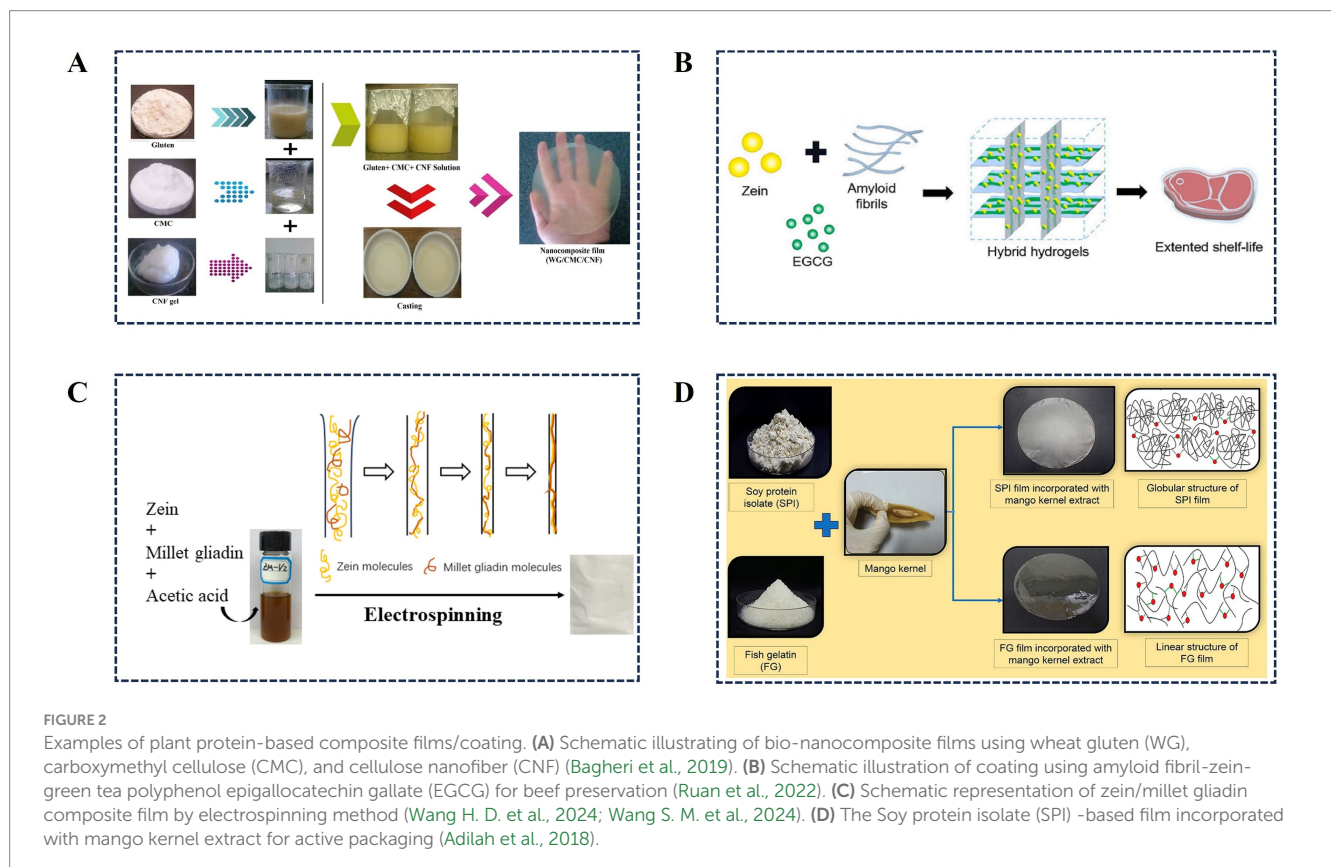 A
Gluten
+
CMC
+
CNF gel
Gluten+ CMC+ CNF Solution
Casting
Nanocomposite film
(WG/CMC/CNF)
B
Zein
+
Amyloid
fibrils
EGCG
Hybrid hydrogels
Extented shelf-life
C
Zein
+
Millet gliadin
+
Acetic acid
ZM-1/2
Zein molecules
Millet gliadin molecules
Electrospinning
D
Soy protein
isolate (SPI)
Fish gelatin
(FG)
Mango kernel
SPI film incorporated with
mango kernel extract
Globular structure of
SPI film
FG film incorporated with
mango kernel extract
Linear structure of
FG film
FIGURE 2
Examples of plant protein-based composite films/coating. (A) Schematic illustrating of bio-nanocomposite films using wheat gluten (WG),
carboxymethyl cellulose (CMC), and cellulose nanofiber (CNF) (Bagheri et al., 2019). (B) Schematic illustration of coating using amyloid fibril-zein-
green tea polyphenol epigallocatechin gallate (EGCG) for beef preservation (Ruan et al., 2022). (C) Schematic representation of zein/millet gliadin
composite film by electrospinning method (Wang H. D. et al., 2024; Wang S. M. et al., 2024). (D) The Soy protein isolate (SPI) -based film incorporated
with mango kernel extract for active packaging (Adilah et al., 2018).